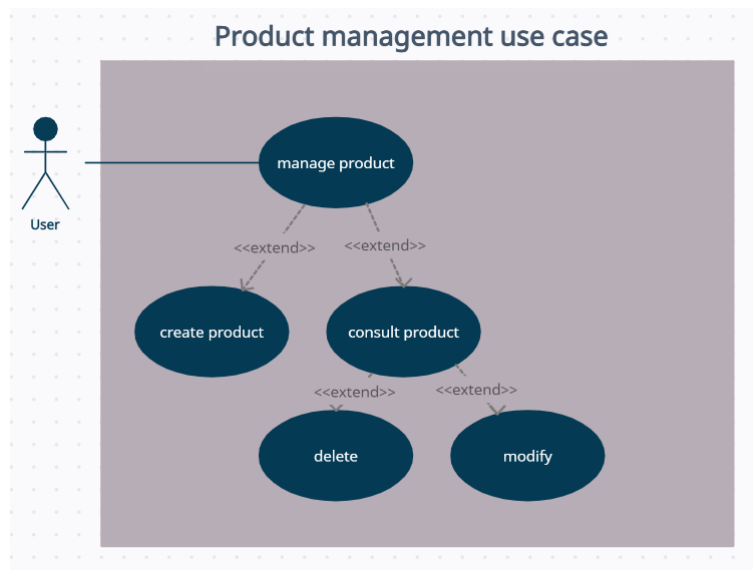 Product management use case
manage product
User
<<extend>>
<<extend>>
create product
consult product
<<extend>>
<<extend>>
delete
modify